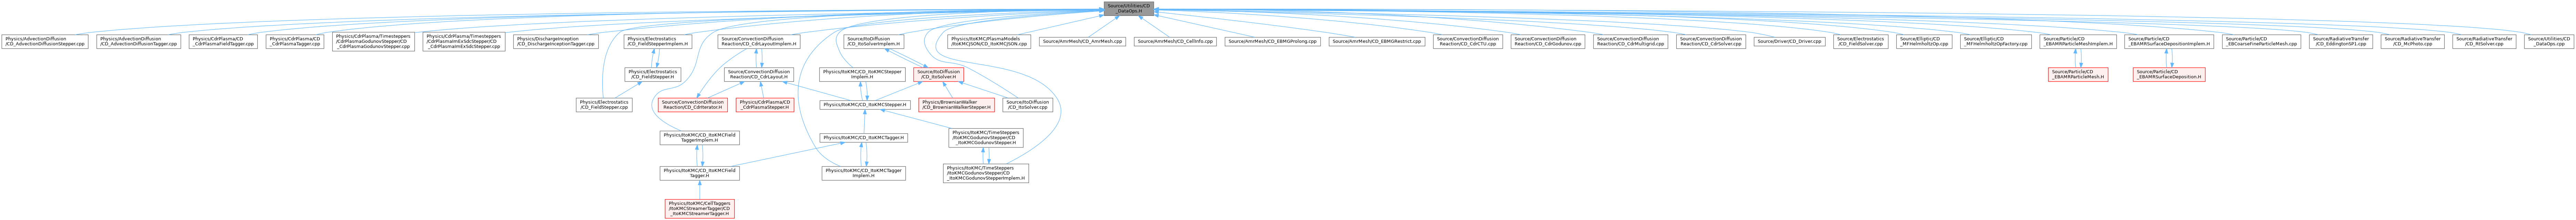 Source/Utilities/CD
_DataOps.H
Physics/AdvectionDiffusion
/CD_AdvectionDiffusionStepper.cpp
Physics/AdvectionDiffusion
/CD_AdvectionDiffusionTagger.cpp
Physics/CdrPlasma/CD
_CdrPlasmaFieldTagger.cpp
Physics/CdrPlasma/CD
_CdrPlasmaTagger.cpp
Physics/CdrPlasma/Timesteppers
/CdrPlasmaGodunovStepper/CD
_CdrPlasmaGodunovStepper.cpp
Physics/CdrPlasma/Timesteppers
/CdrPlasmaImExSdcStepper/CD
_CdrPlasmaImExSdcStepper.cpp
Physics/DischargeInception
/CD_DischargeInceptionTagger.cpp
Physics/Electrostatics
/CD_FieldStepperImplem.H
Source/ConvectionDiffusion
Reaction/CD_CdrLayoutImplem.H
Source/ItoDiffusion
/CD_ItoSolverImplem.H
Physics/ItoKMC/PlasmaModels
/ItoKMCJSON/CD_ItoKMCJSON.cpp
Source/AmrMesh/CD_AmrMesh.cpp
Source/AmrMesh/CD_CellInfo.cpp
Source/AmrMesh/CD_EBMGProlong.cpp
Source/AmrMesh/CD_EBMGRestrict.cpp
Source/ConvectionDiffusion
Reaction/CD_CdrCTU.cpp
Source/ConvectionDiffusion
Reaction/CD_CdrGodunov.cpp
Source/ConvectionDiffusion
Reaction/CD_CdrMultigrid.cpp
Source/ConvectionDiffusion
Reaction/CD_CdrSolver.cpp
Source/Driver/CD_Driver.cpp
Source/Electrostatics
/CD_FieldSolver.cpp
Source/Elliptic/CD
_MFHelmholtzOp.cpp
Source/Elliptic/CD
_MFHelmholtzOpFactory.cpp
Source/Particle/CD
_EBAMRParticleMeshImplem.H
Source/Particle/CD
_EBAMRSurfaceDepositionImplem.H
Source/Particle/CD
_EBCoarseFineParticleMesh.cpp
Source/RadiativeTransfer
/CD_EddingtonSP1.cpp
Source/RadiativeTransfer
/CD_McPhoto.cpp
Source/RadiativeTransfer
/CD_RtSolver.cpp
Source/Utilities/CD
_DataOps.cpp
Physics/Electrostatics
/CD_FieldStepper.H
Source/ConvectionDiffusion
Reaction/CD_CdrLayout.H
Physics/ItoKMC/CD_ItoKMCStepper
Implem.H
Source/ItoDiffusion
/CD_ItoSolver.H
Source/Particle/CD
_EBAMRParticleMesh.H
Source/Particle/CD
_EBAMRSurfaceDeposition.H
Physics/Electrostatics
/CD_FieldStepper.cpp
Source/ConvectionDiffusion
Reaction/CD_CdrIterator.H
Physics/CdrPlasma/CD
_CdrPlasmaStepper.H
Physics/ItoKMC/CD_ItoKMCStepper.H
Physics/BrownianWalker
/CD_BrownianWalkerStepper.H
Source/ItoDiffusion
/CD_ItoSolver.cpp
Physics/ItoKMC/CD_ItoKMCField
TaggerImplem.H
Physics/ItoKMC/CD_ItoKMCTagger.H
Physics/ItoKMC/TimeSteppers
/ItoKMCGodunovStepper/CD
_ItoKMCGodunovStepper.H
Physics/ItoKMC/CD_ItoKMCField
Tagger.H
Physics/ItoKMC/CD_ItoKMCTagger
Implem.H
Physics/ItoKMC/TimeSteppers
/ItoKMCGodunovStepper/CD
_ItoKMCGodunovStepperImplem.H
Physics/ItoKMC/CellTaggers
/ItoKMCStreamerTagger/CD
_ItoKMCStreamerTagger.H